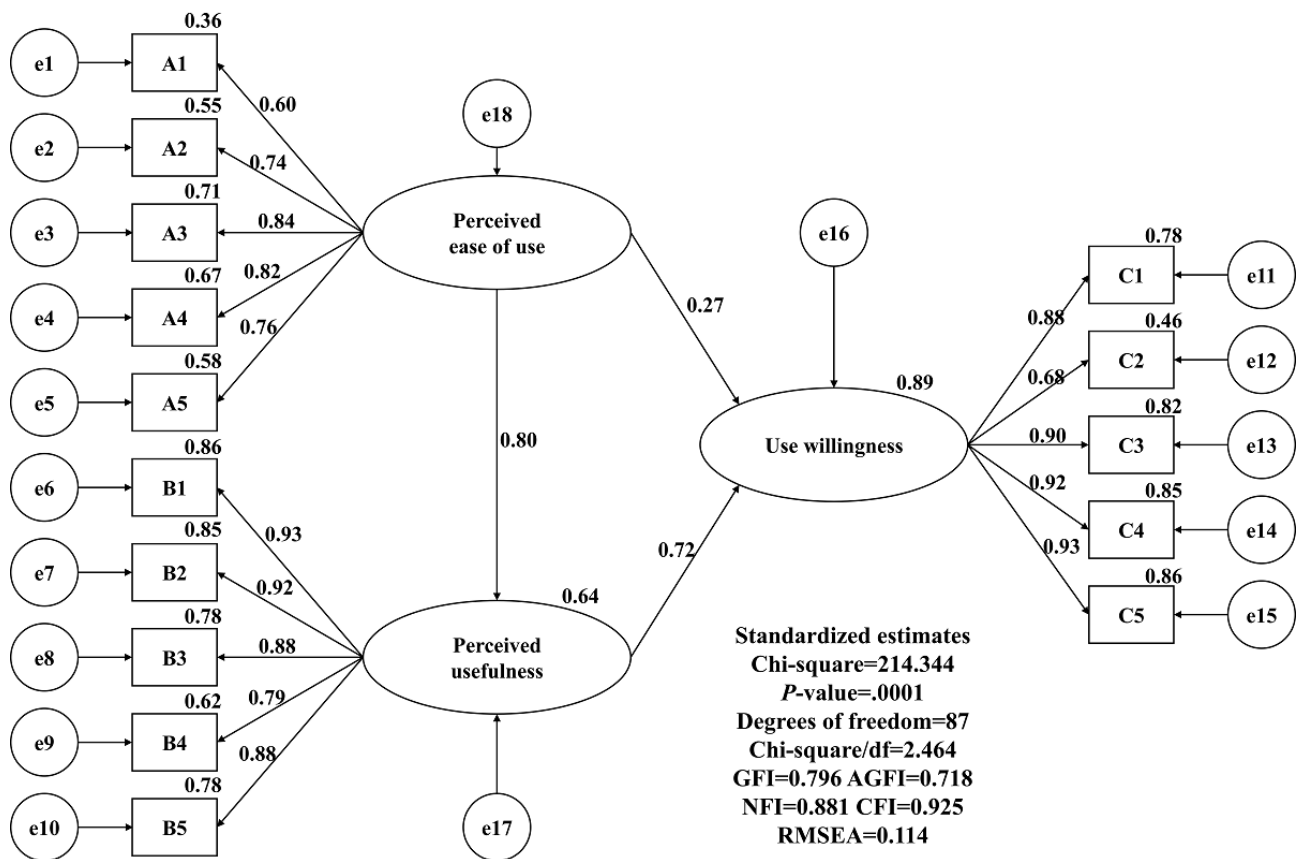 0.36
e1
A1
0.60
0.55
e2
A2
0.74
0.71
e3
A3
0.84
0.67
e4
A4
0.82
0.58
e5
A5
0.76
0.86
e6
B1
0.93
0.85
e7
B2
0.92
0.78
e8
B3
0.88
0.62
e9
B4
0.79
0.78
e10
B5
0.88
e18
Perceived
ease of use
0.27
0.80
0.64
Perceived
usefulness
0.72
e17
e16
0.89
Use willingness
0.78
C1
e11
0.88
0.46
C2
e12
0.68
0.82
C3
e13
0.90
0.85
C4
e14
0.92
0.86
C5
e15
0.93
Standardized estimates
Chi-square=214.344
P-value=.0001
Degrees of freedom=87
Chi-square/df=2.464
GFI=0.796 AGFI=0.718
NFI=0.881 CFI=0.925
RMSEA=0.114